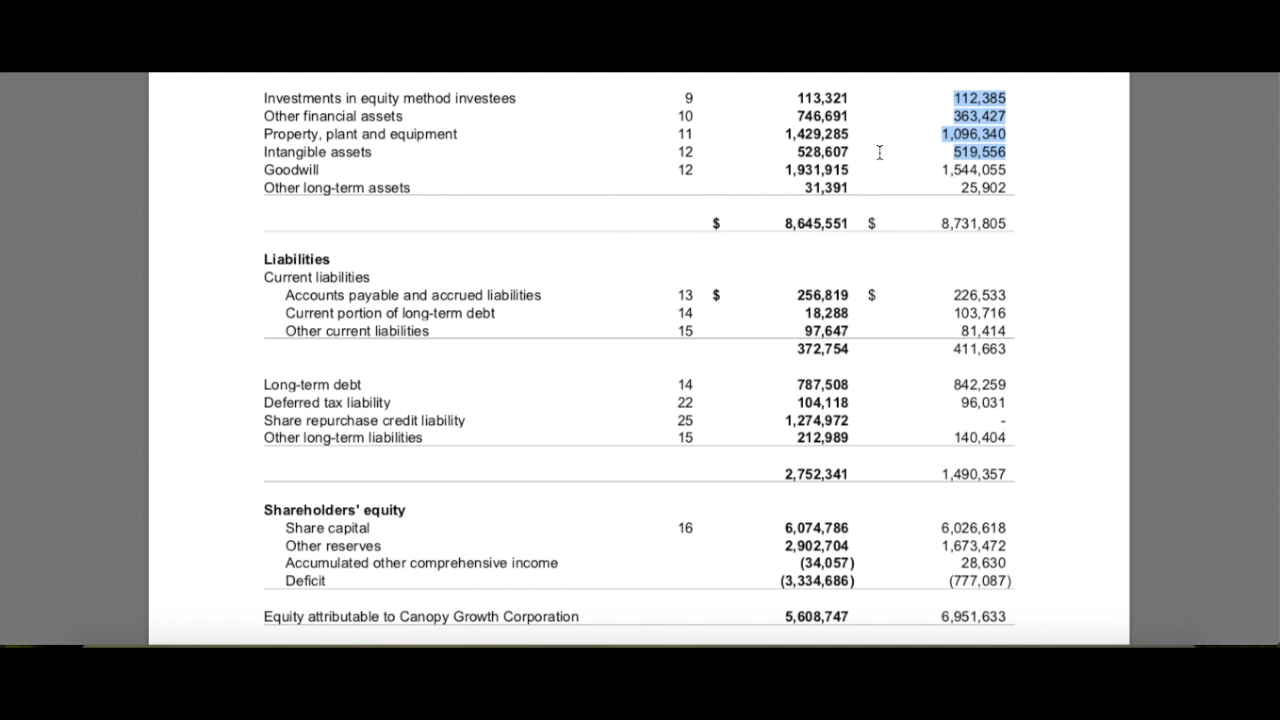 Investments in equity method investees 9 113,321 112,385
Other financial assets 10 746,691 363,427
Property, plant and equipment 11 1,429,285 1,096,340
Intangible assets 12 528,607 519,556
Goodwill 12 1,931,915 1,544,055
Other long-term assets 31,391 25,902
$ 8,645,551 $ 8,731,805
Liabilities
Current liabilities
Accounts payable and accrued liabilities 13 $ 256,819 $ 226,533
Current portion of long-term debt 14 18,288 103,716
Other current liabilities 15 97,647 81,414
372,754 411,663
Long-term debt 14 787,508 842,259
Deferred tax liability 22 104,118 96,031
Share repurchase credit liability 25 1,274,972 -
Other long-term liabilities 15 212,989 140,404
2,752,341 1,490,357
Shareholders' equity
Share capital 16 6,074,786 6,026,618
Other reserves 2,902,704 1,673,472
Accumulated other comprehensive income (34,057) 28,630
Deficit (3,334,686) (777,087)
Equity attributable to Canopy Growth Corporation 5,608,747 6,951,633